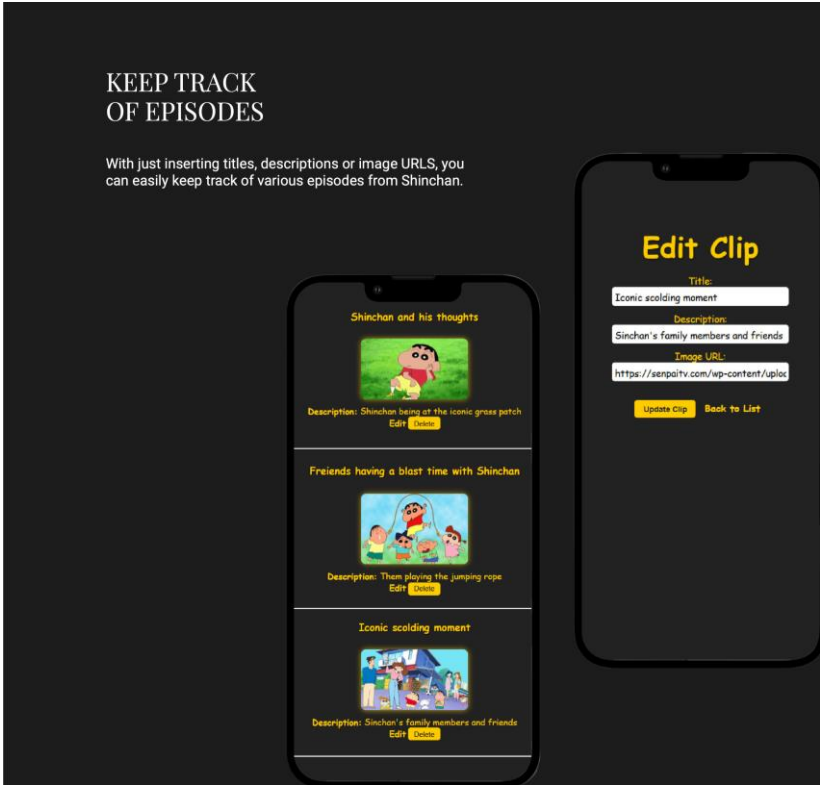 KEEP TRACK
OF EPISODES
With just inserting titles, descriptions or image URLS, you
can easily keep track of various episodes from Shinchan.
Shinchan and his thoughts
Description: Shinchan being at the iconic grass patch
Edit Delete
Freiends having a blast time with Shinchan
Description: Them playing the jumping rope
Edit Delete
Iconic scolding moment
Description: Sinchan's family members and friends
Edit Delete
Edit Clip
Title:
Iconic scolding moment
Description:
Sinchan's family members and friends
Image URL:
https://senpaitv.com/wp-content/uploc
Update Clip Back to List